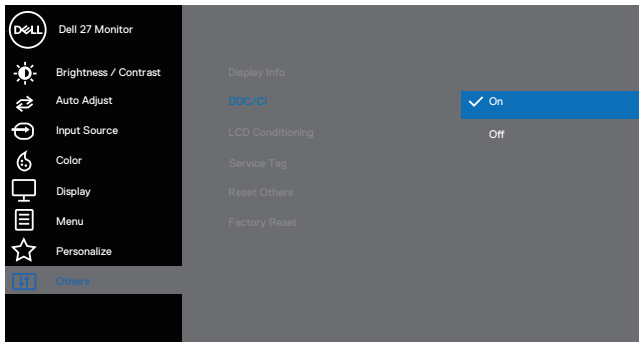 DELL
Dell 27 Monitor
Brightness / Contrast
Auto Adjust
Input Source
Color
Display
Menu
Personalize
Others
Display Info
DDC/CI
LCD Conditioning
Service Tag
Reset Others
Factory Reset
On
Off